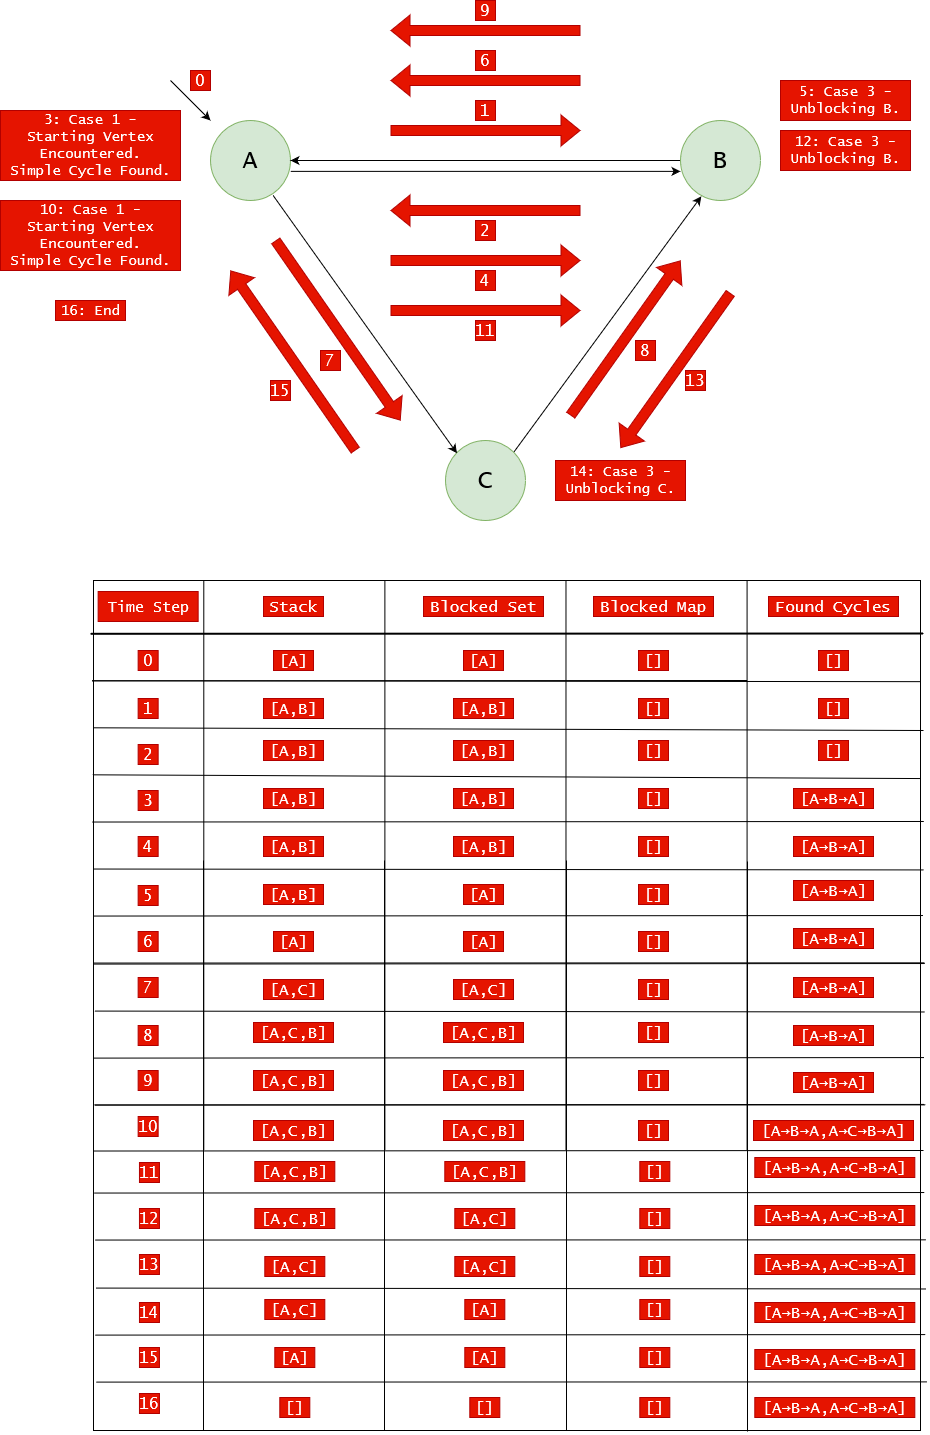 9
6
1
0
3: Case 1 -
Starting Vertex
Encountered.
Simple Cycle Found.
5: Case 3 -
Unblocking B.
12: Case 3 -
Unblocking B.
A
B
10: Case 1 -
Starting Vertex
Encountered.
Simple Cycle Found.
2
4
11
16: End
7
15
8
13
C
14: Case 3 -
Unblocking C.
Time Step Stack Blocked Set Blocked Map Found Cycles
0 [A] [A] [] []
1 [A,B] [A,B] [] []
2 [A,B] [A,B] [] []
3 [A,B] [A,B] [] [A→B→A]
4 [A,B] [A,B] [] [A→B→A]
5 [A,B] [A] [] [A→B→A]
6 [A] [A] [] [A→B→A]
7 [A,C] [A,C] [] [A→B→A]
8 [A,C,B] [A,C,B] [] [A→B→A]
9 [A,C,B] [A,C,B] [] [A→B→A]
10 [A,C,B] [A,C,B] [] [A→B→A,A→C→B→A]
11 [A,C,B] [A,C,B] [] [A→B→A,A→C→B→A]
12 [A,C,B] [A,C] [] [A→B→A,A→C→B→A]
13 [A,C] [A,C] [] [A→B→A,A→C→B→A]
14 [A,C] [A] [] [A→B→A,A→C→B→A]
15 [A] [A] [] [A→B→A,A→C→B→A]
16 [] [] [] [A→B→A,A→C→B→A]